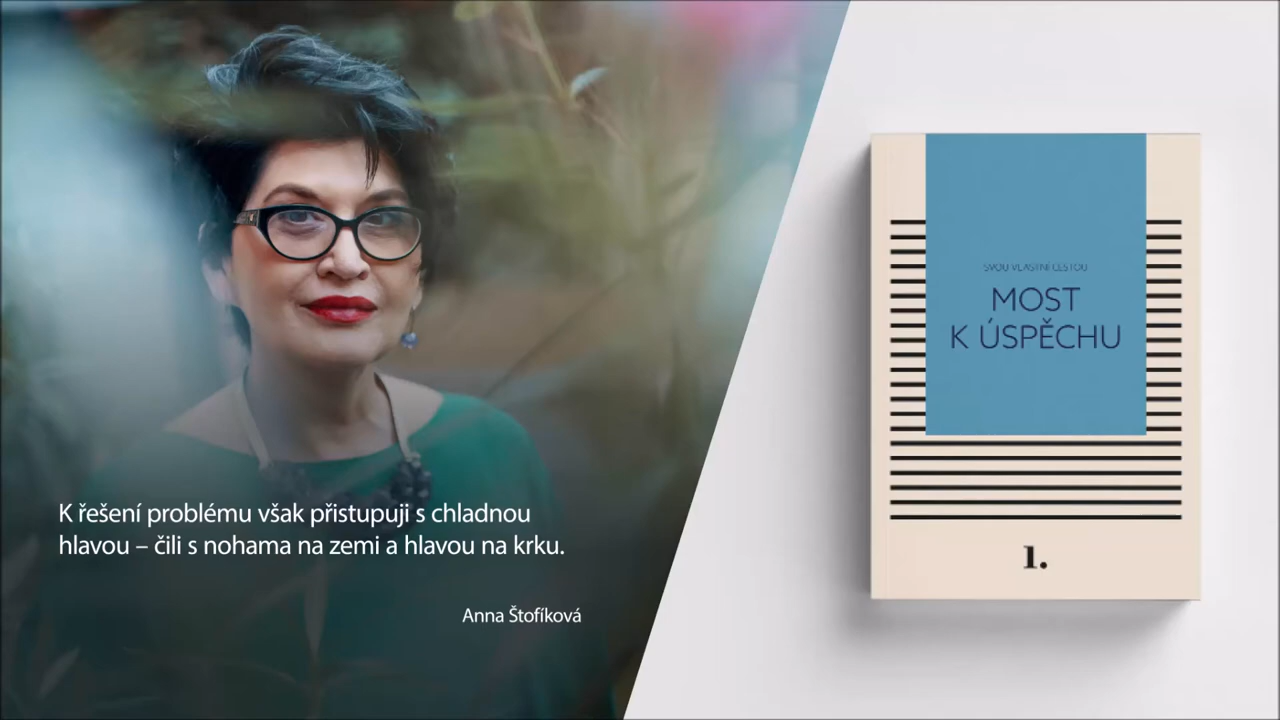 K řešení problému však přistupuji s chladnou
hlavou – čili s nohama na zemi a hlavou na krku.
Anna Štofíková
SVOU VLASTNÍ CESTOU
MOST
K ÚSPĚCHU
1.